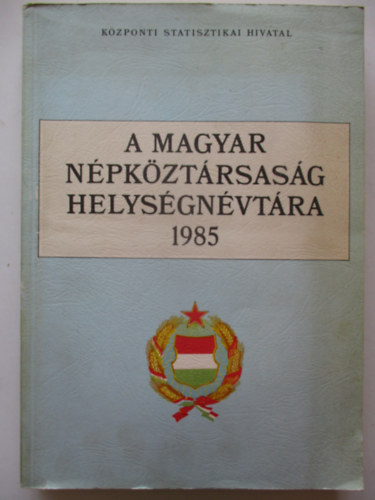 KÖZPONTI STATISZTIKAI HIVATAL
A MAGYAR
NÉPKÖZTÁRSASÁG
HELYSÉGNÉVTÁRA
1985